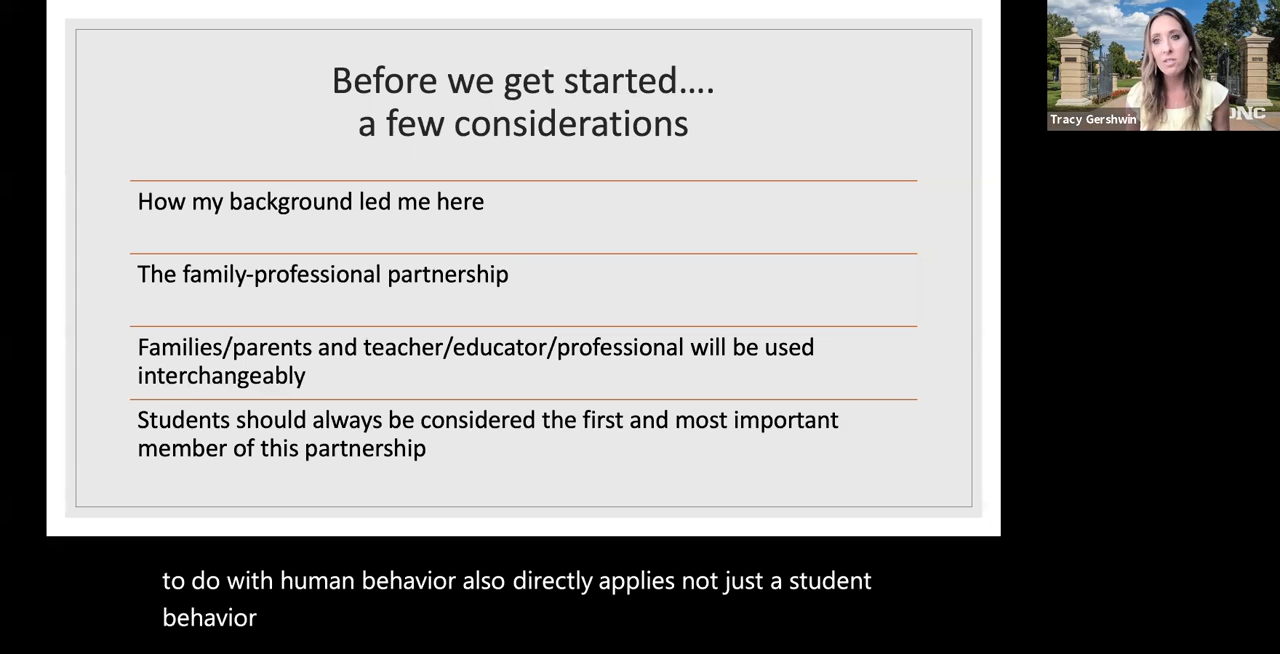 Before we get started....
a few considerations
How my background led me here
The family-professional partnership
Families/parents and teacher/educator/professional will be used
interchangeably
Students should always be considered the first and most important
member of this partnership
Tracy Gershwin
to do with human behavior also directly applies not just a student
behavior